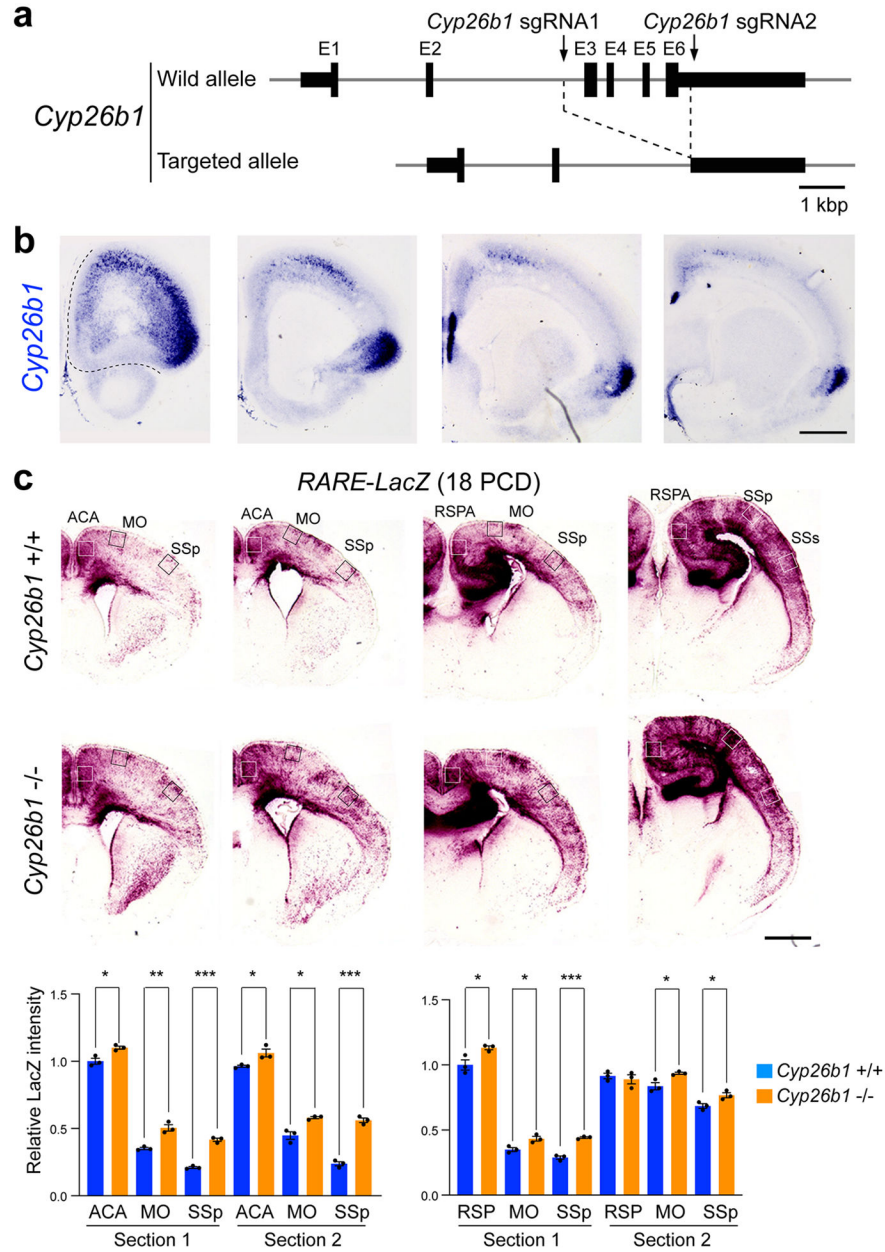 a
Cyp26b1 sgRNA1 Cyp26b1 sgRNA2
E1 E2 E3 E4 E5 E6
Wild allele
Cyp26b1
Targeted allele
1 kbp
b
Cyp26b1
c
RARE-LacZ (18 PCD)
Cyp26b1 +/+
ACA MO SSp
ACA MO SSp
RSPA MO SSp
RSPA SSp SSs
Cyp26b1 -/-
* ** *** * * ***
Relative LacZ intensity
1.5
1.0
0.5
0.0
ACA MO SSp ACA MO SSp
Section 1 Section 2
* * *** * *
1.5
1.0
0.5
0.0
RSP MO SSp RSP MO SSp
Section 1 Section 2
Cyp26b1 +/+
Cyp26b1 -/-